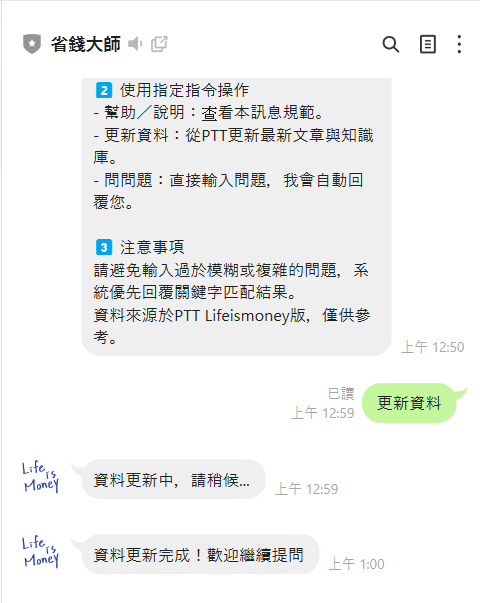 省錢大師
2 使用指定指令操作
- 幫助／說明：查看本訊息規範。
- 更新資料：從PTT更新最新文章與知識
庫。
- 問問題：直接輸入問題，我會自動回
覆您。
3 注意事項
請避免輸入過於模糊或複雜的問題，系
統優先回覆關鍵字匹配結果。
資料來源於PTT Lifeismoney版，僅供參
考。
上午 12:50
已讀
上午 12:59
更新資料
Life
is
Money
資料更新中，請稍候...
上午 12:59
Life
is
Money
資料更新完成！歡迎繼續提問
上午 1:00